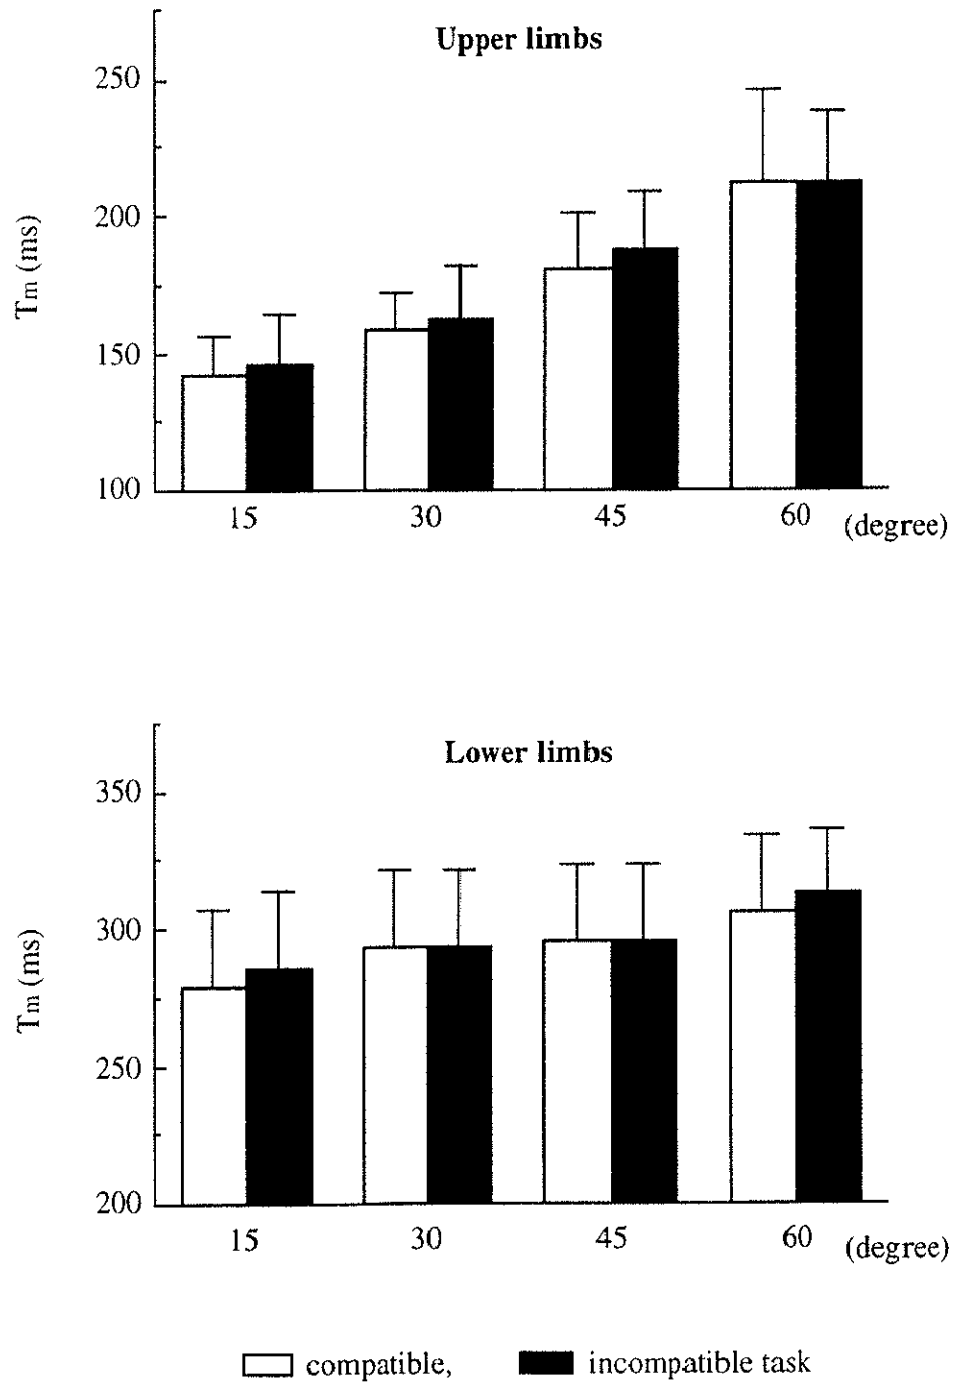 Upper limbs
250
200
150
100
Tm (ms)
15 30 45 60 (degree)
Lower limbs
350
300
250
200
Tm (ms)
15 30 45 60 (degree)
compatible, incompatible task